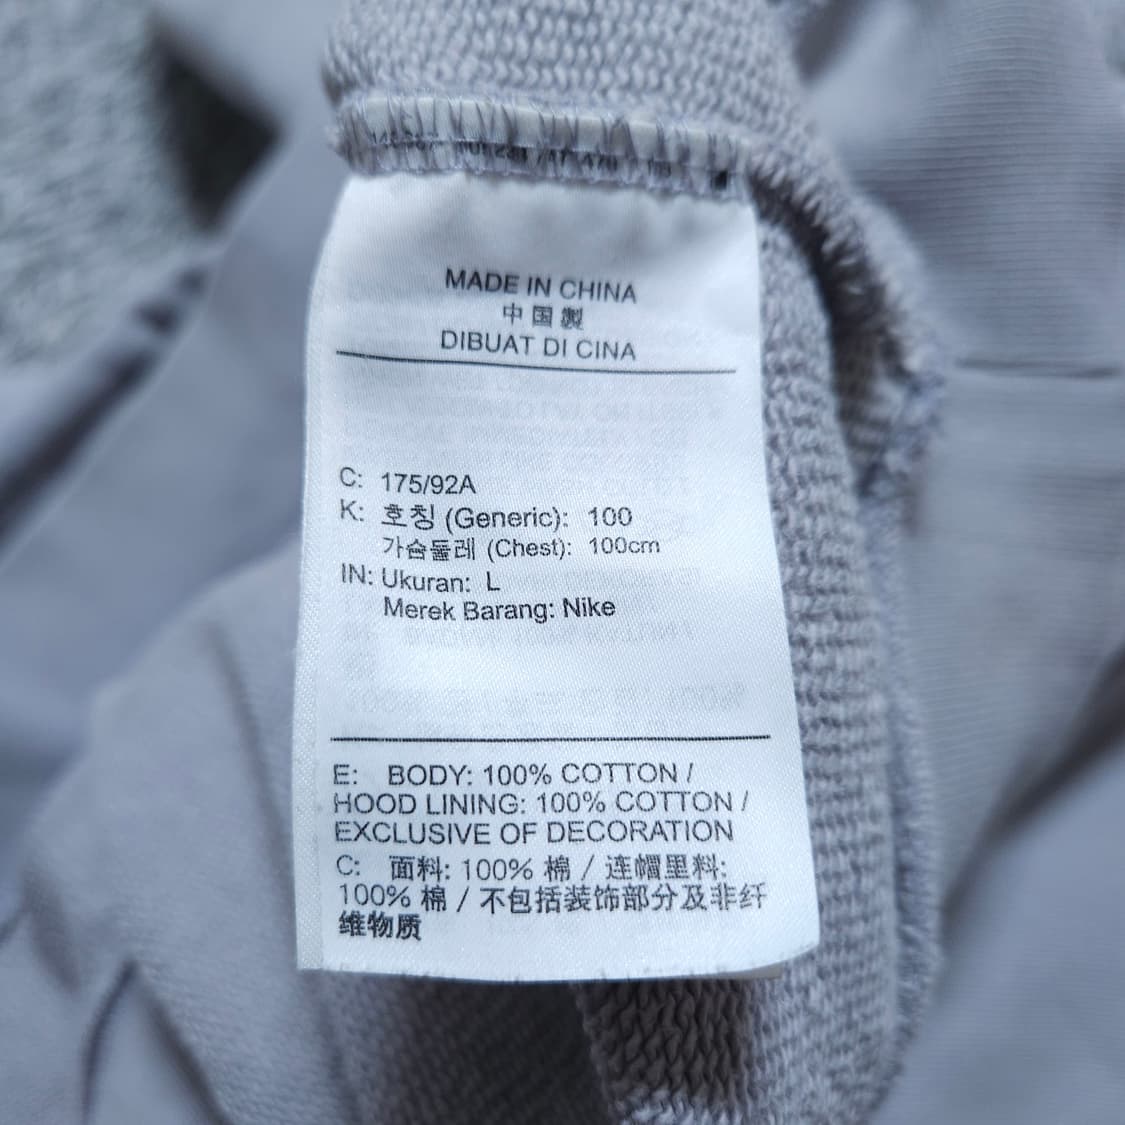 MADE IN CHINA
中国製
DIBUAT DI CINA
C: 175/92A
K: 호칭 (Generic): 100
가슴둘레 (Chest): 100cm
IN: Ukuran: L
Merek Barang: Nike
E: BODY: 100% COTTON /
HOOD LINING: 100% COTTON /
EXCLUSIVE OF DECORATION
C: 面料: 100% 棉 / 连帽里料:
100% 棉 / 不包括装饰部分及非纤
维物质